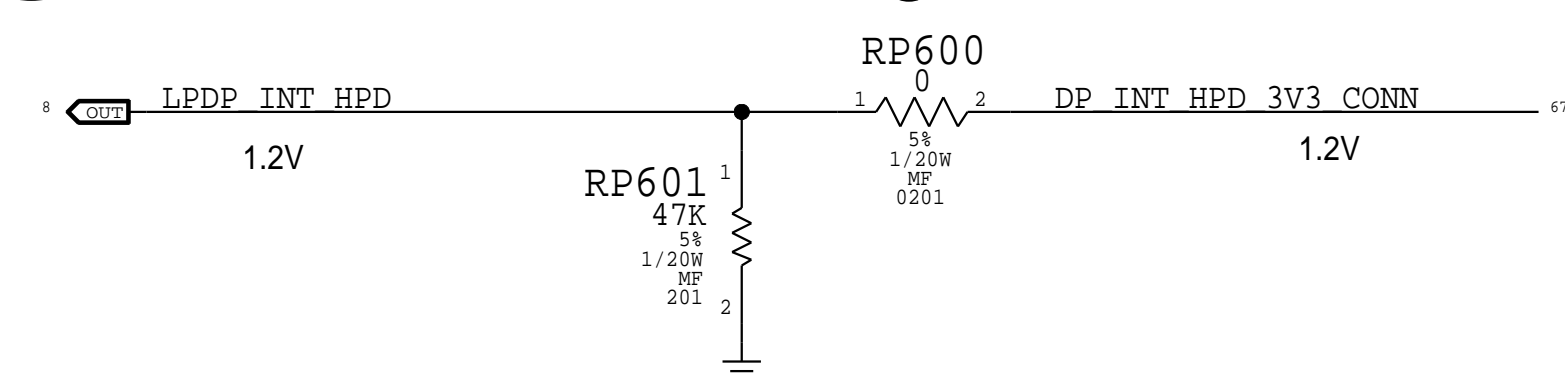 RP600
0
8 OUT LPDP_INT_HPD 1 2 DP_INT_HPD_3V3_CONN 67
5%
1/20W
MF
0201
1.2V
1.2V
RP601
1
47K
5%
1/20W
MF
201
2